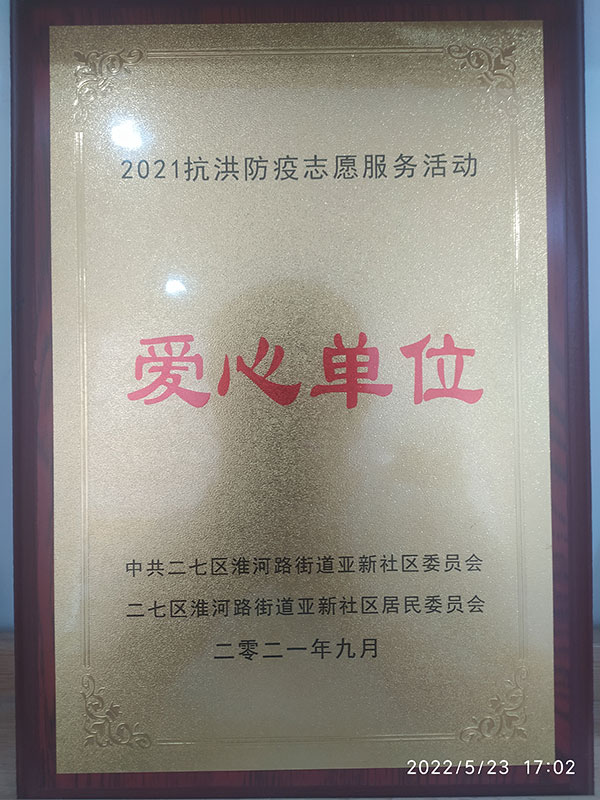 2021抗洪防疫志愿服务活动
爱心单位
中共二七区淮河路街道亚新社区委员会
二七区淮河路街道亚新社区居民委员会
二零二一年九月
2022/5/23 17:02